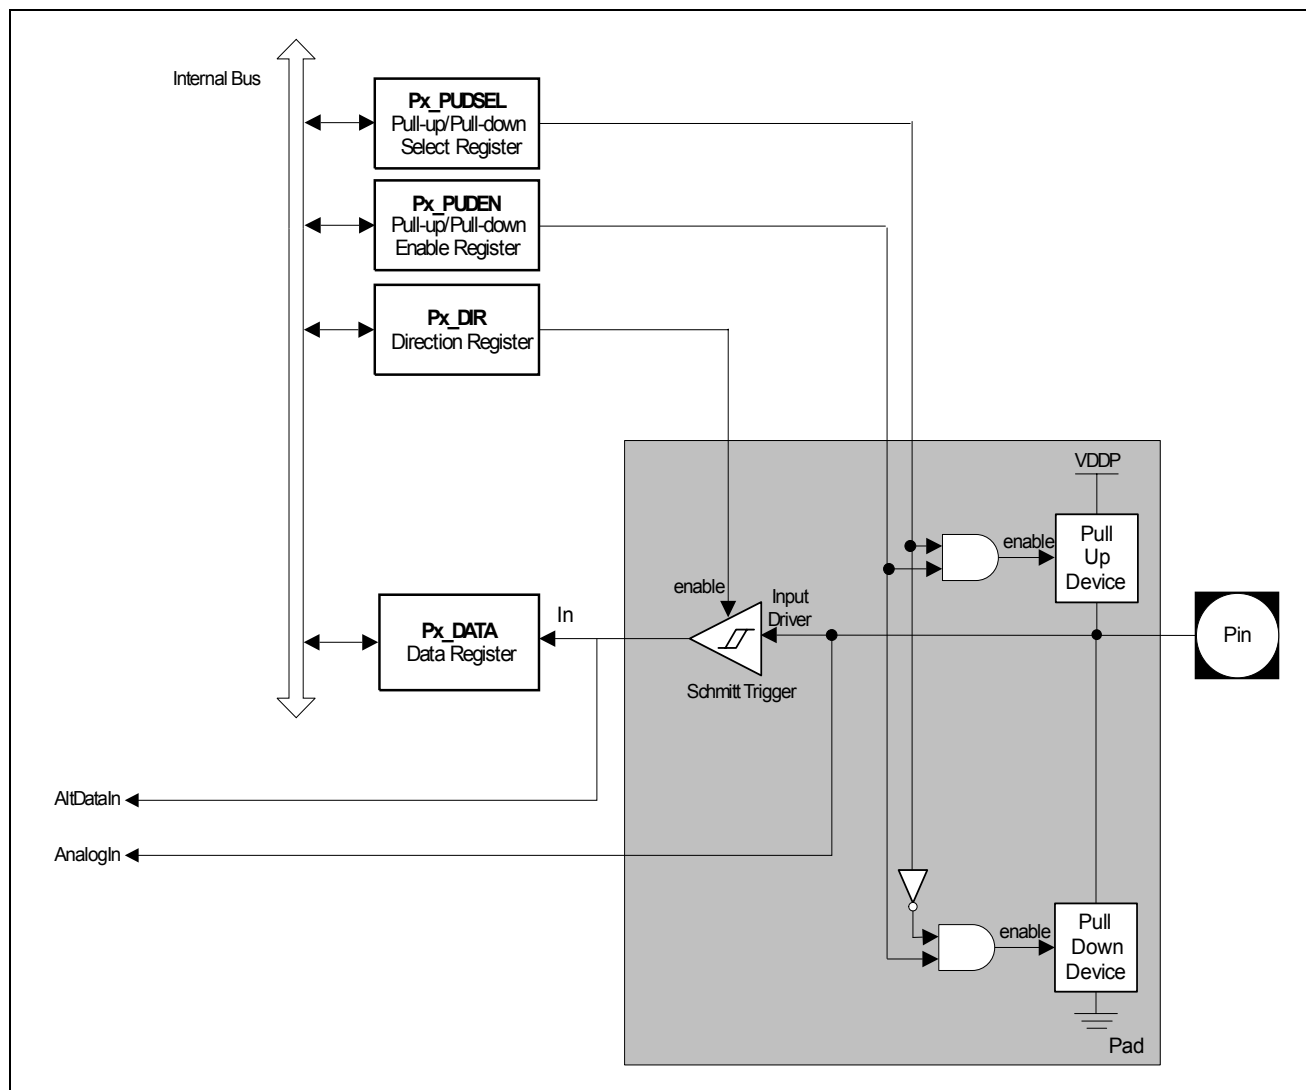 Internal Bus
Px_PUDSEL
Pull-up/Pull-down
Select Register
Px_PUDEN
Pull-up/Pull-down
Enable Register
Px_DIR
Direction Register
VDDP
enable
Pull
Up
Device
enable
Input
Driver
In
Px_DATA
Data Register
Schmitt Trigger
Pin
AltDataIn
AnalogIn
enable
Pull
Down
Device
Pad